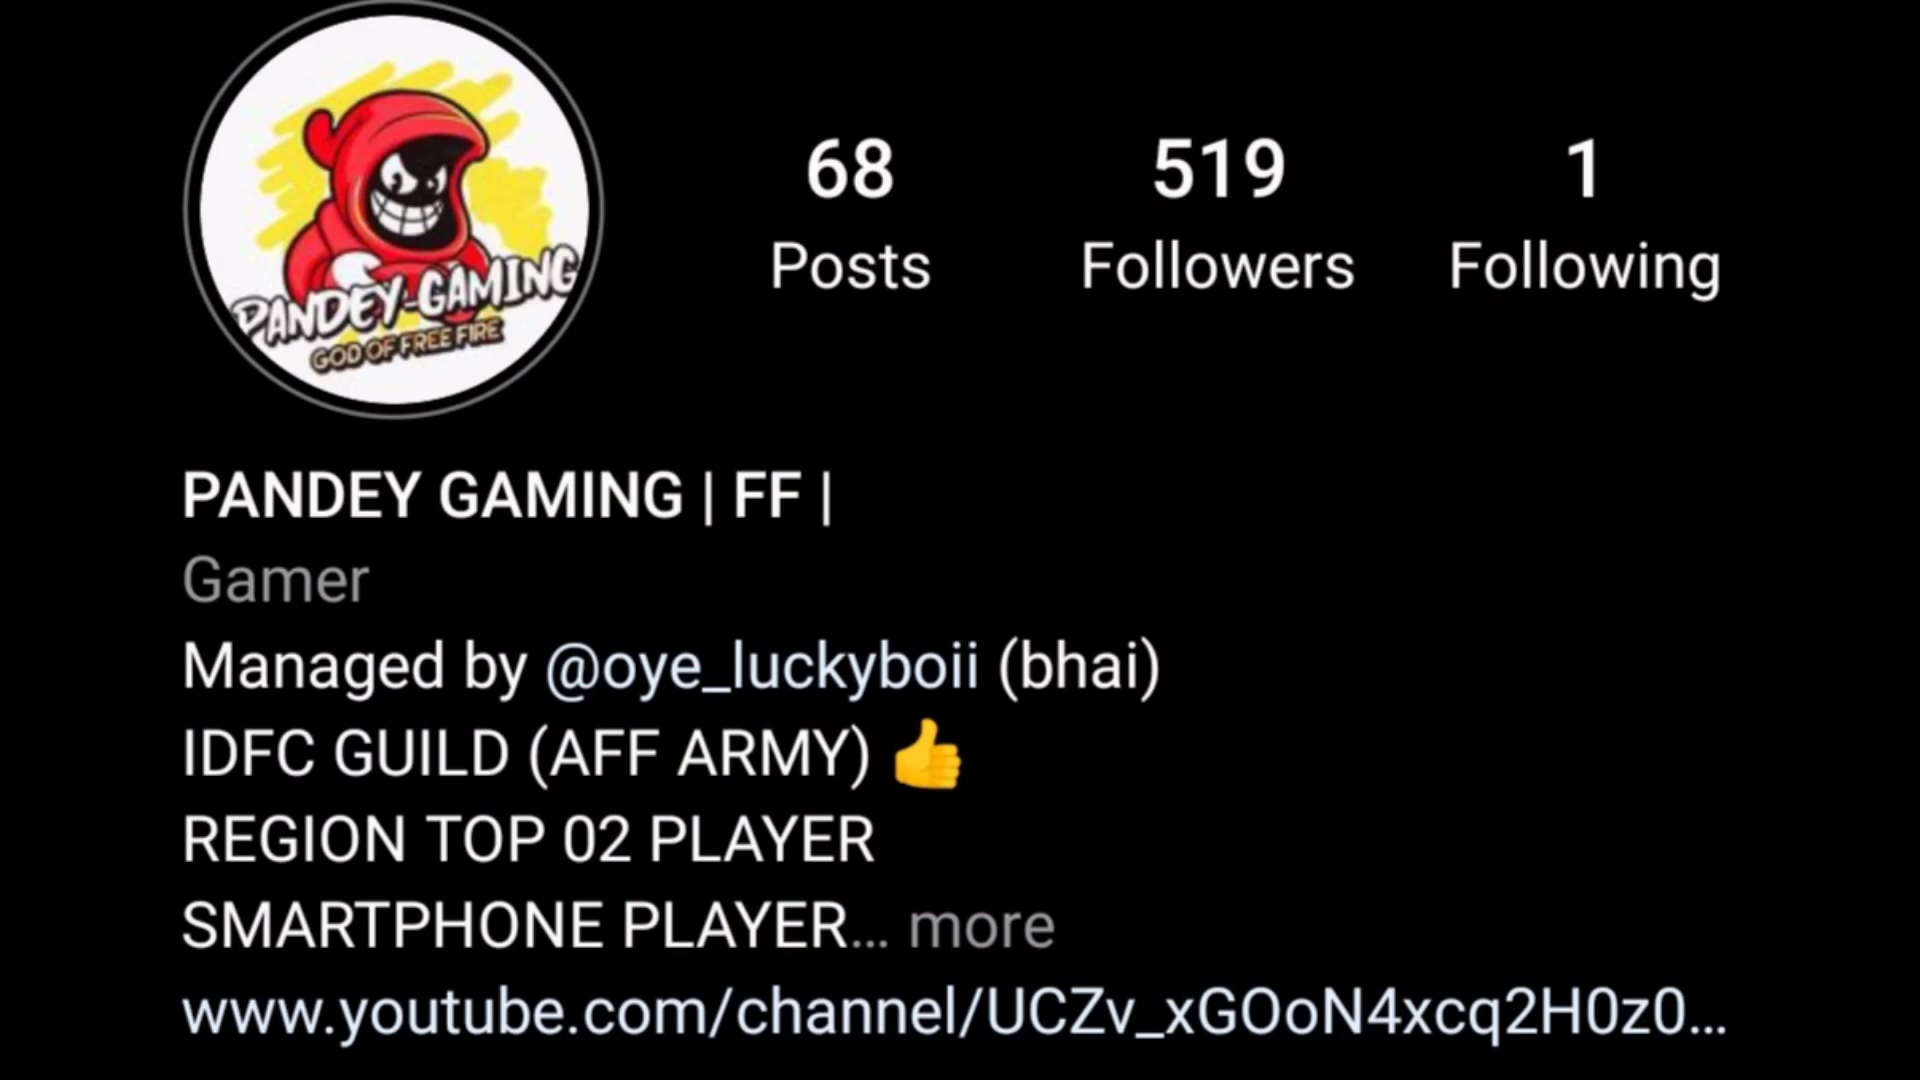 PANDEY-GAMING
GOD OF FREE FIRE
68 519 1
Posts Followers Following
PANDEY GAMING | FF |
Gamer
Managed by @oye_luckyboii (bhai)
IDFC GUILD (AFF ARMY) 👍
REGION TOP 02 PLAYER
SMARTPHONE PLAYER... more
www.youtube.com/channel/UCZv_xGOoN4xcq2H0z0...